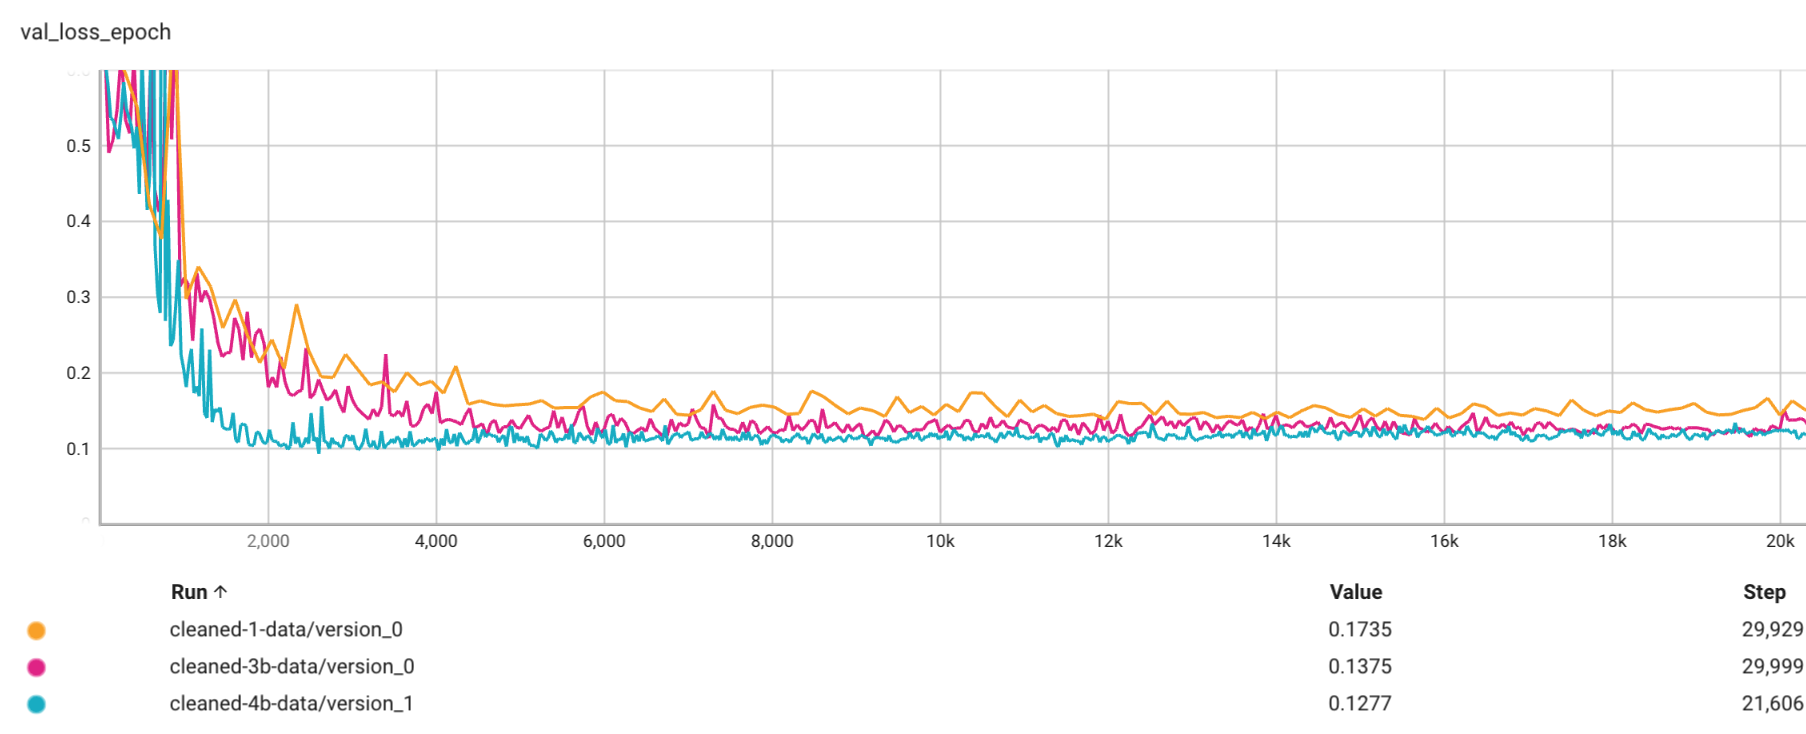 val_loss_epoch
0.5
0.4
0.3
0.2
0.1
2,000 4,000 6,000 8,000 10k 12k 14k 16k 18k 20k
Run ↑ Value Step
cleaned-1-data/version_0 0.1735 29,929
cleaned-3b-data/version_0 0.1375 29,999
cleaned-4b-data/version_1 0.1277 21,606